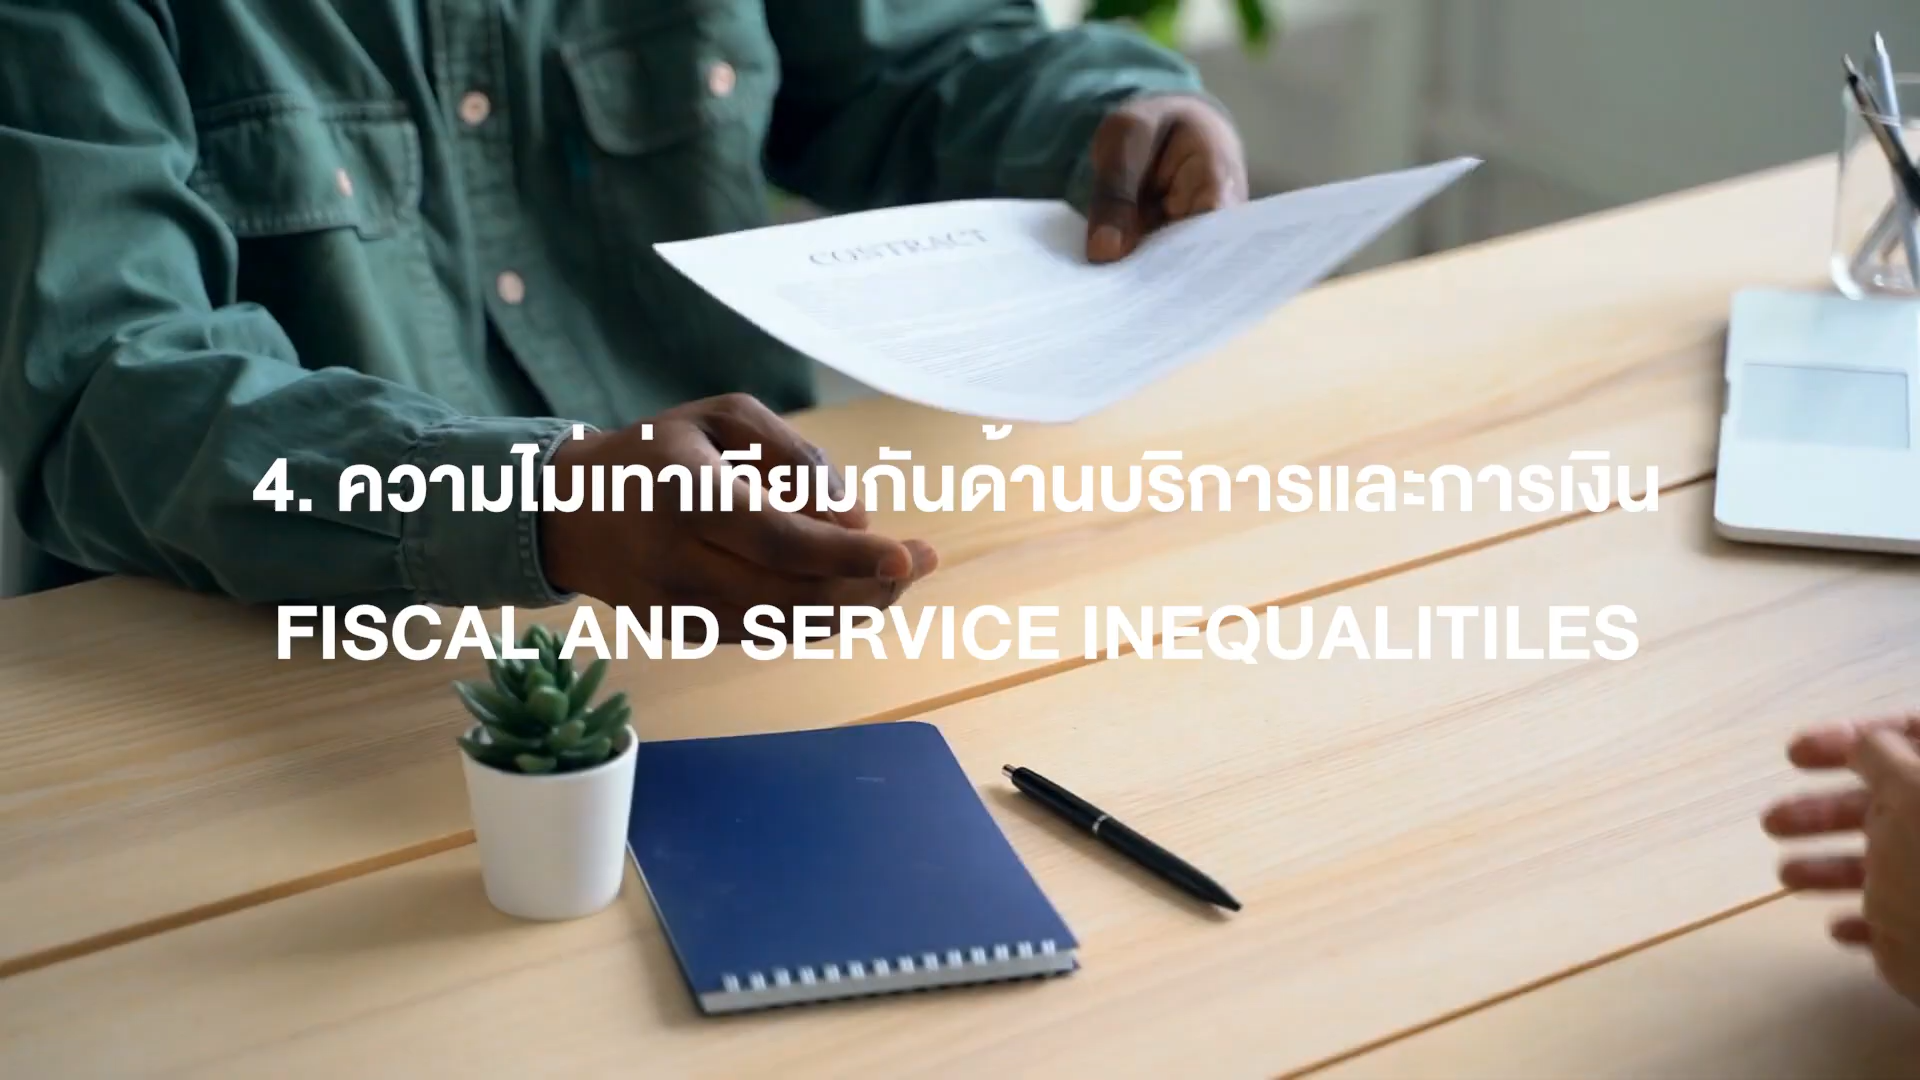 CONTRACT
4. ความไม่เท่าเทียมกันด้านบริการและการเงิน
FISCAL AND SERVICE INEQUALITILES